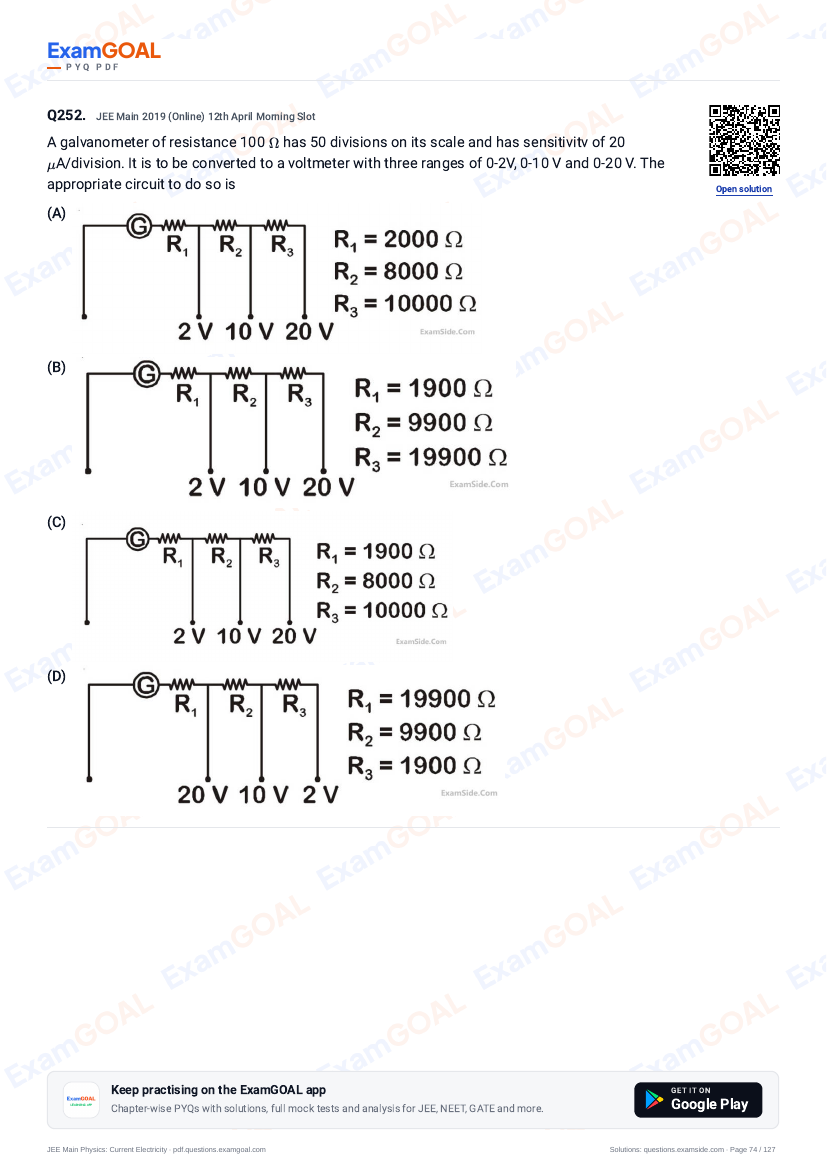 ExamGOAL
PYQ PDF
Q252. JEE Main 2019 (Online) 12th April Morning Slot
A galvanometer of resistance 100 Ω has 50 divisions on its scale and has sensitivity of 20
μA/division. It is to be converted to a voltmeter with three ranges of 0-2V, 0-10 V and 0-20 V. The
appropriate circuit to do so is
Open solution
(A)
G R₁ R₂ R₃
R₁ = 2000 Ω
R₂ = 8000 Ω
R₃ = 10000 Ω
2 V 10 V 20 V
ExamSide.Com
(B)
G R₁ R₂ R₃
R₁ = 1900 Ω
R₂ = 9900 Ω
R₃ = 19900 Ω
2 V 10 V 20 V
ExamSide.Com
(C)
G R₁ R₂ R₃
R₁ = 1900 Ω
R₂ = 8000 Ω
R₃ = 10000 Ω
2 V 10 V 20 V
ExamSide.Com
(D)
G R₁ R₂ R₃
R₁ = 19900 Ω
R₂ = 9900 Ω
R₃ = 1900 Ω
20 V 10 V 2 V
ExamSide.Com
Keep practising on the ExamGOAL app
Chapter-wise PYQs with solutions, full mock tests and analysis for JEE, NEET, GATE and more.
GET IT ON
Google Play
JEE Main Physics: Current Electricity · pdf.questions.examgoal.com
Solutions: questions.examside.com · Page 74 / 127